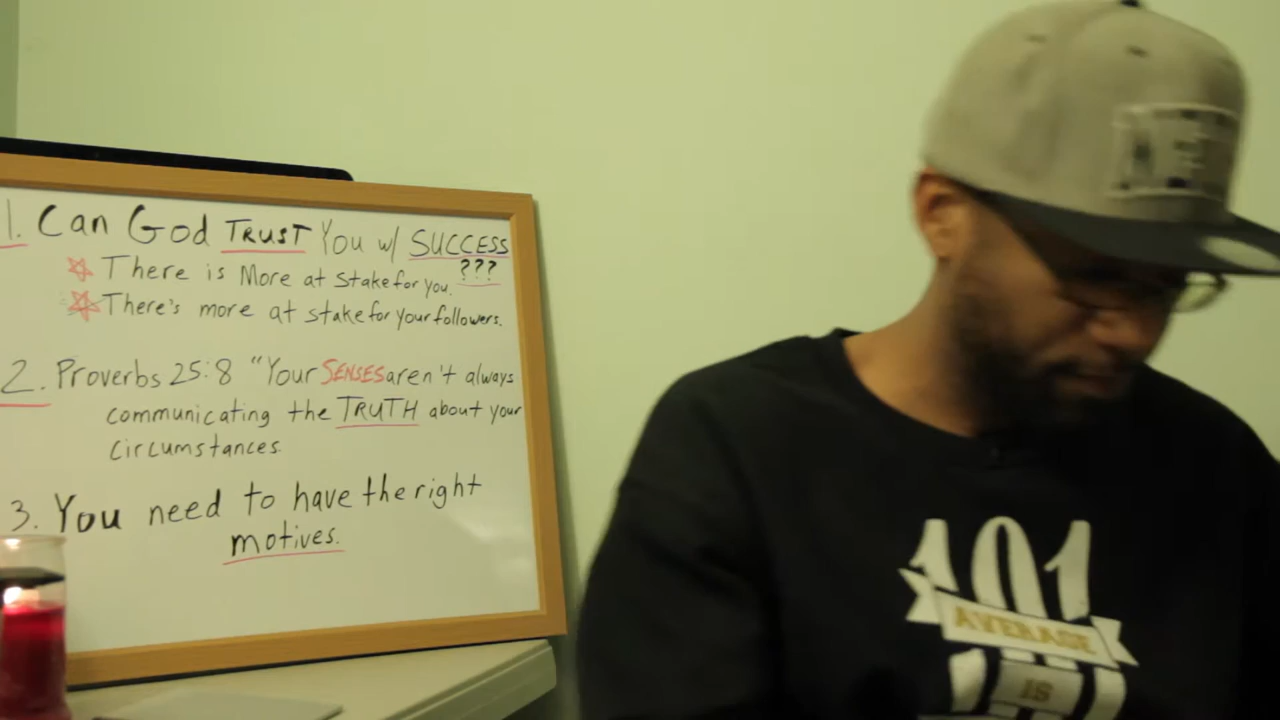 1. Can God TRUST You w/ SUCCESS
???
There is More at stake for you.
There's more at stake for your followers.
2. Proverbs 25:8 "Your SENSES aren't always
communicating the TRUTH about your
circumstances.
3. You need to have the right
motives.
101
AVERAGE
IS